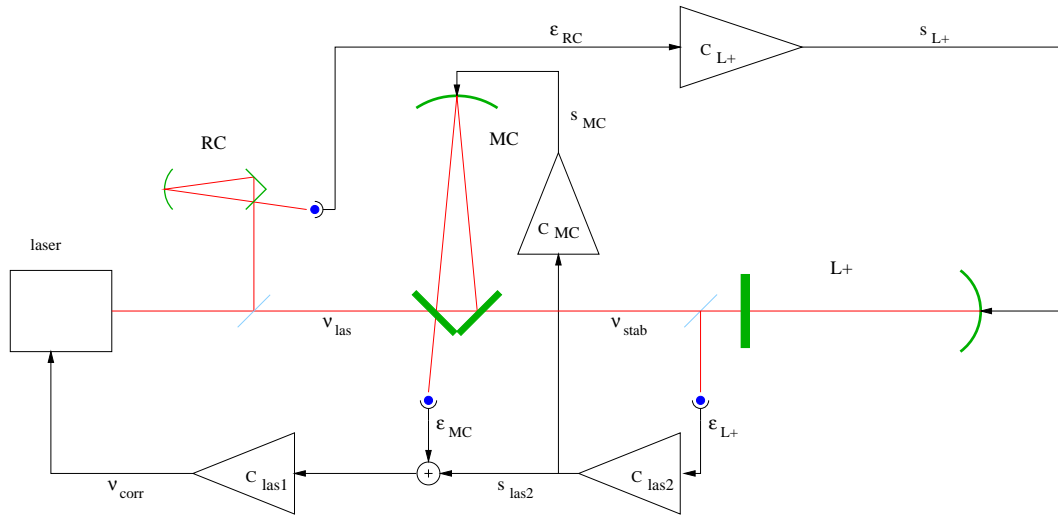 ε RC
C L+
s L+
s MC
MC
RC
C MC
laser
L+
ν las
ν stab
ε MC
ε L+
C las1
+
C las2
s las2
ν corr